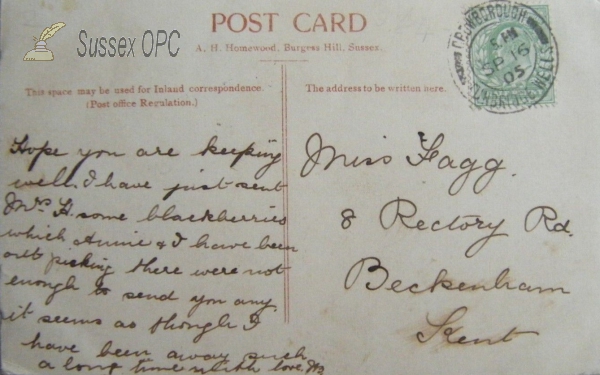 Sussex OPC
POST CARD
A. H. Homewood, Burgess Hill, Sussex.
This space may be used for Inland correspondence.
(Post office Regulation.)
The address to be written here.
CROWBOROUGH
SP 16
05
TUNBRIDGE WELLS
Hope you are keeping
well. I have just sent
Mrs H. some blackberries
which Annie & I have been
out picking there were not
enough to send you any
it seems as though I
have been away such
a long time with love
Miss Fagg.
8 Rectory Rd.
Beckenham
Kent